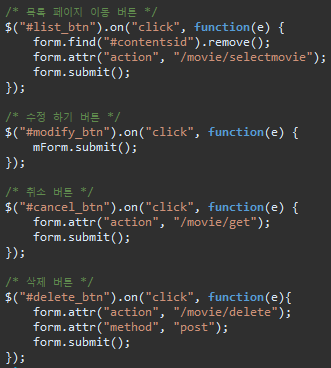 /* 목록 페이지 이동 버튼 */
$("#list_btn").on("click", function(e) {
    form.find("#contentsid").remove();
    form.attr("action", "/movie/selectmovie");
    form.submit();
});
/* 수정 하기 버튼 */
$("#modify_btn").on("click", function(e) {
    mForm.submit();
});
/* 취소 버튼 */
$("#cancel_btn").on("click", function(e) {
    form.attr("action", "/movie/get");
    form.submit();
});
/* 삭제 버튼 */
$("#delete_btn").on("click", function(e){
    form.attr("action", "/movie/delete");
    form.attr("method", "post");
    form.submit();
});